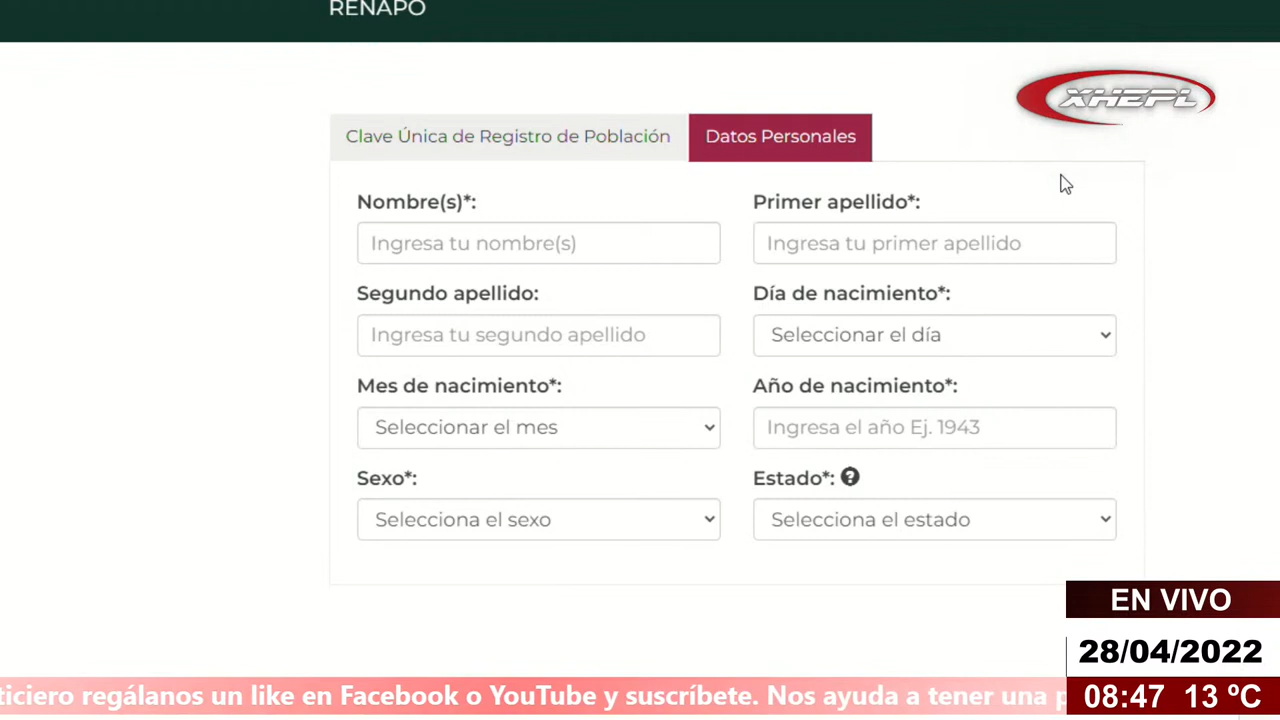 RENAPO
XHEPL
Clave Única de Registro de Población
Datos Personales
Nombre(s)*:
Primer apellido*:
Ingresa tu nombre(s)
Ingresa tu primer apellido
Segundo apellido:
Día de nacimiento*:
Ingresa tu segundo apellido
Seleccionar el día
Mes de nacimiento*:
Año de nacimiento*:
Seleccionar el mes
Ingresa el año Ej. 1943
Sexo*:
Estado*: ?
Selecciona el sexo
Selecciona el estado
EN VIVO
28/04/2022
ticiero regálanos un like en Facebook o YouTube y suscríbete. Nos ayuda a tener una p
08:47 13 ºC